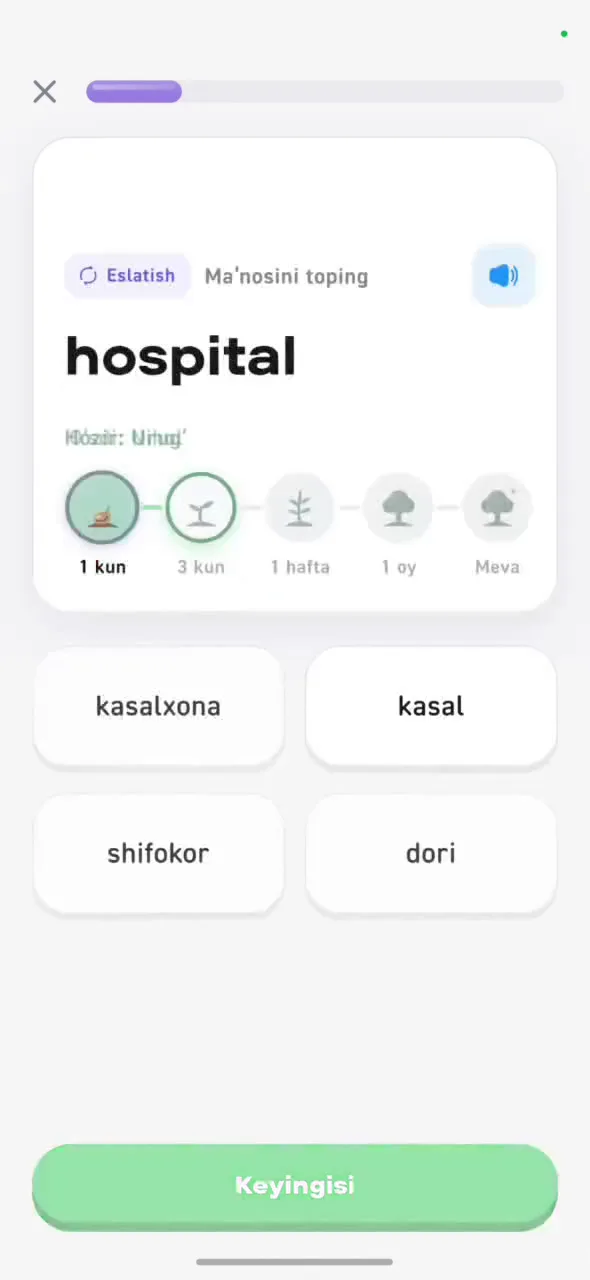 Eslatish Ma'nosini toping
hospital
1 kun 3 kun 1 hafta 1 oy Meva
kasalxona kasal
shifokor dori
Keyingisi